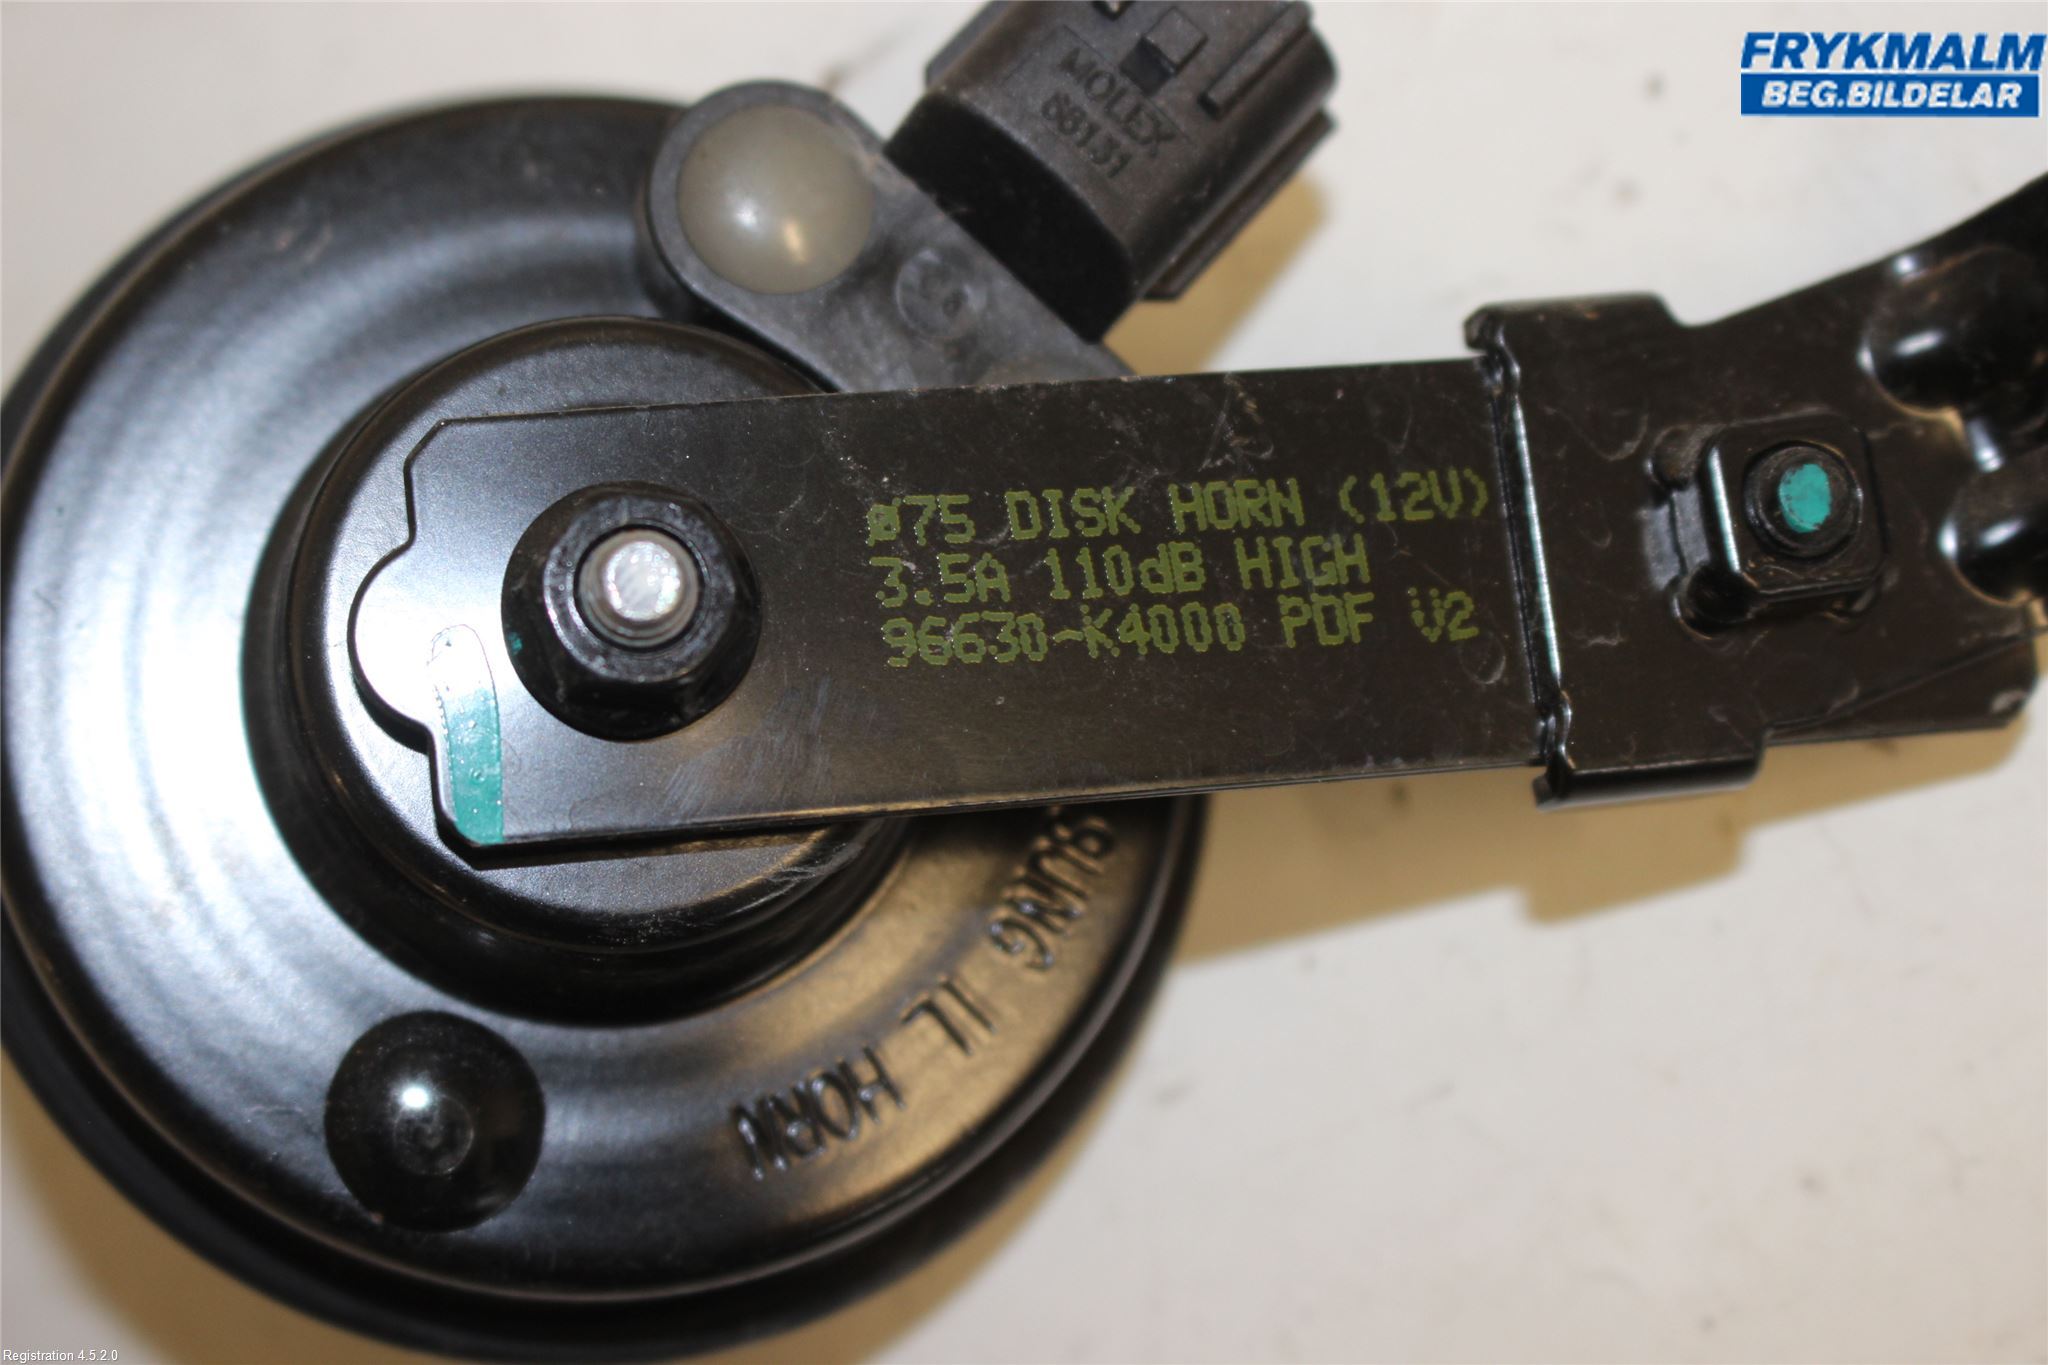 FRYKMALM
BEG.BILDELAR
MOLEX
88131
Ø75 DISK HORN (12V)
3.5A 110dB HIGH
96630-K4000 PDF V2
IL HORN
Registration 4.5.2.0